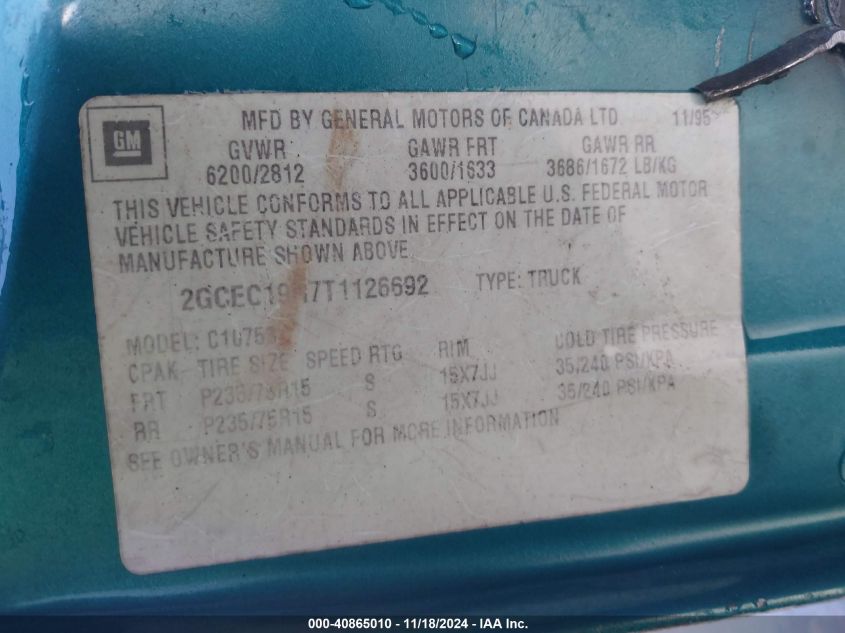 GM
MFD BY GENERAL MOTORS OF CANADA LTD 11/95
GVWR GAWR FRT GAWR RR
6200/2812 3600/1633 3686/1672 LB/KG
THIS VEHICLE CONFORMS TO ALL APPLICABLE U.S. FEDERAL MOTOR
VEHICLE SAFETY STANDARDS IN EFFECT ON THE DATE OF
MANUFACTURE SHOWN ABOVE
TYPE: TRUCK
MODEL:
CPAK TIRE SIZE SPEED RTG RIM COLD TIRE PRESSURE
FRT P235/75R15 S 15X7JJ 35/240 PSI/KPA
RR P235/75R15 S 15X7JJ 35/240 PSI/KPA
SEE OWNER'S MANUAL FOR MORE INFORMATION
000-40865010 - 11/18/2024 - IAA Inc.